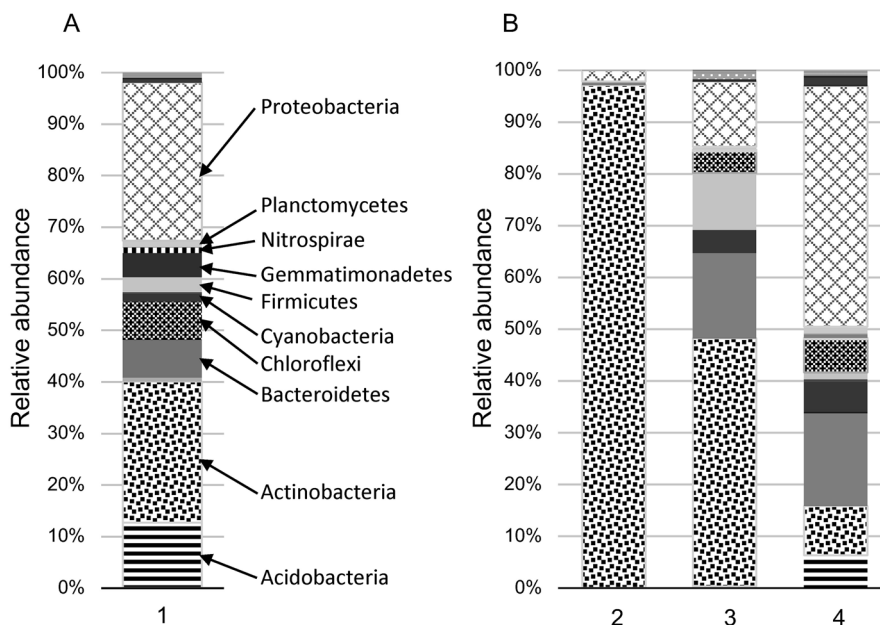 A
Relative abundance
100%
90%
80%
70%
60%
50%
40%
30%
20%
10%
0%
Proteobacteria
Planctomycetes
Nitrospirae
Gemmatimonadetes
Firmicutes
Cyanobacteria
Chloroflexi
Bacteroidetes
Actinobacteria
Acidobacteria
1
B
Relative abundance
100%
90%
80%
70%
60%
50%
40%
30%
20%
10%
0%
2 3 4